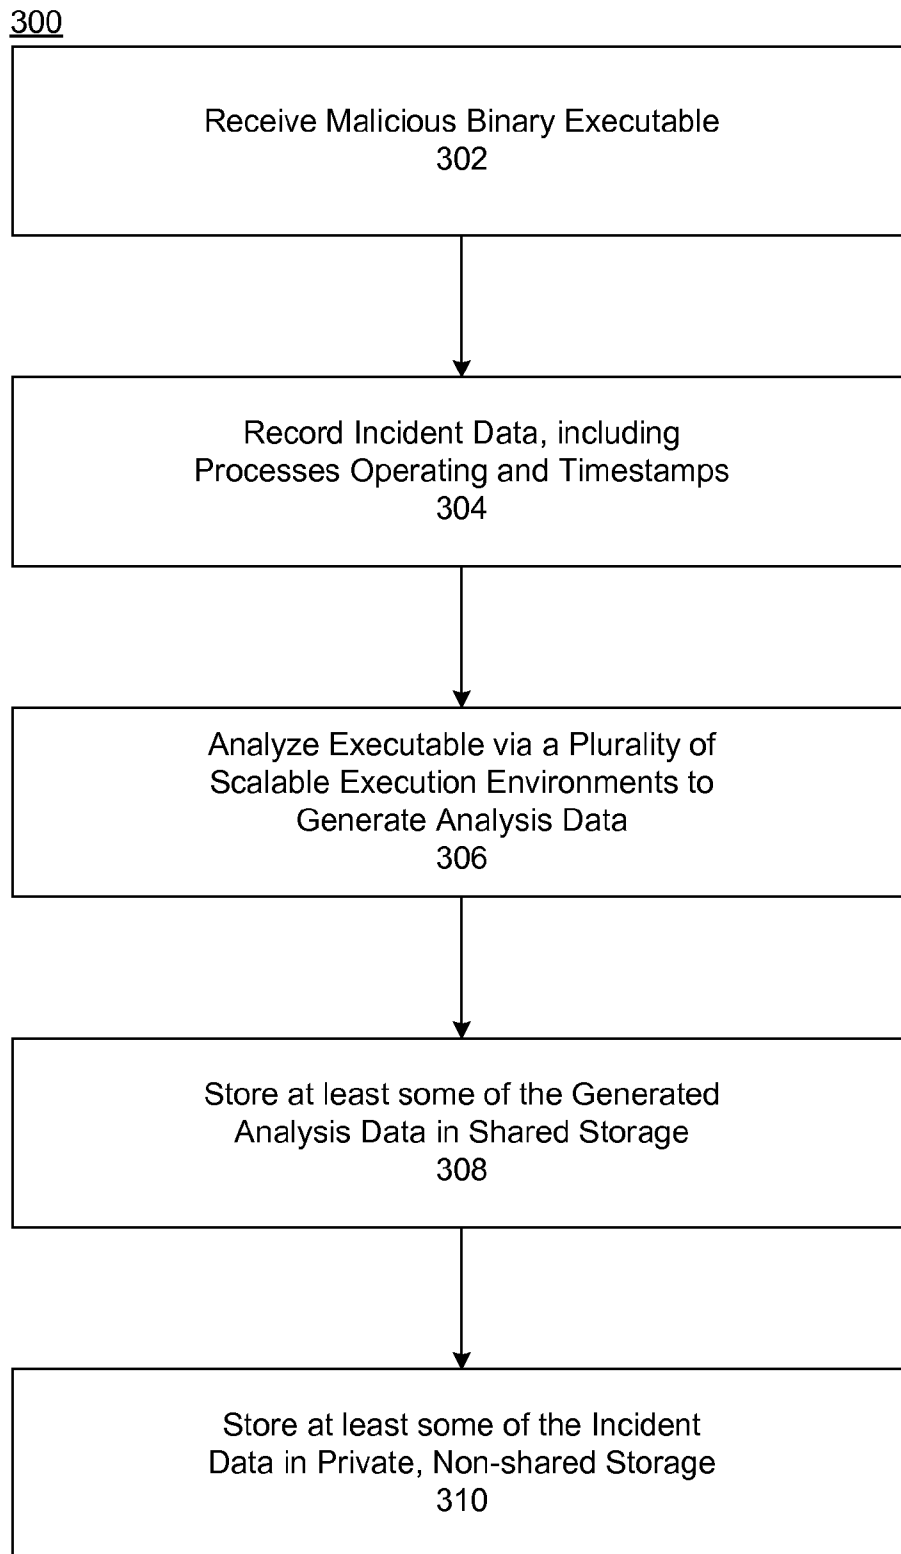 300
Receive Malicious Binary Executable
302
Record Incident Data, including
Processes Operating and Timestamps
304
Analyze Executable via a Plurality of
Scalable Execution Environments to
Generate Analysis Data
306
Store at least some of the Generated
Analysis Data in Shared Storage
308
Store at least some of the Incident
Data in Private, Non-shared Storage
310